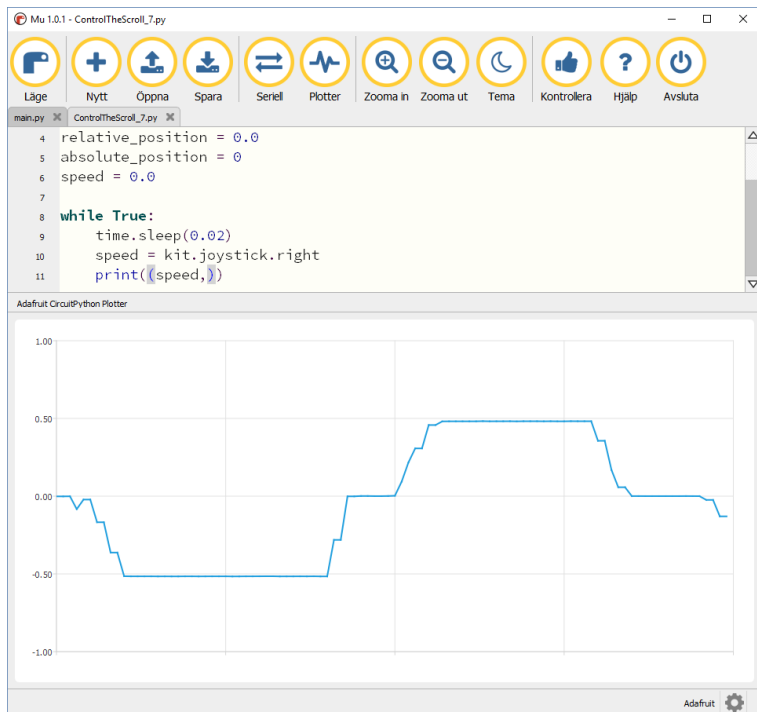 Mu 1.0.1 - ControlTheScroll_7.py
Läge Nytt Öppna Spara Seriell Plotter Zooma in Zooma ut Tema Kontrollera Hjälp Avsluta
main.py ControlTheScroll_7.py
4 relative_position = 0.0
5 absolute_position = 0
6 speed = 0.0
7
8 while True:
9     time.sleep(0.02)
10     speed = kit.joystick.right
11     print((speed,))
Adafruit CircuitPython Plotter
1.00
0.50
0.00
-0.50
-1.00
Adafruit